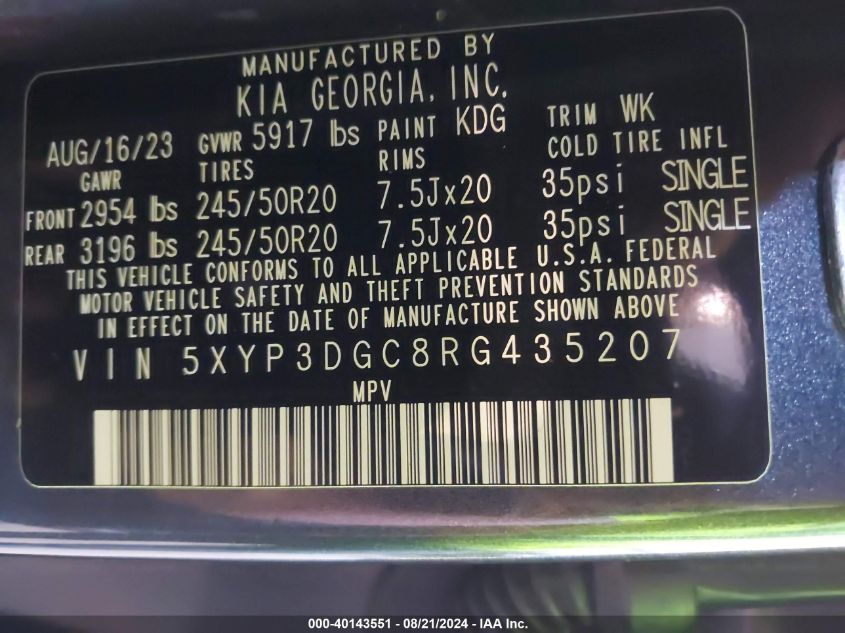 MANUFACTURED BY
KIA GEORGIA, INC.
AUG/16/23 GVWR 5917 lbs PAINT KDG TRIM WK
GAWR TIRES RIMS COLD TIRE INFL
FRONT 2954 lbs 245/50R20 7.5Jx20 35psi SINGLE
REAR 3196 lbs 245/50R20 7.5Jx20 35psi SINGLE
THIS VEHICLE CONFORMS TO ALL APPLICABLE U.S.A. FEDERAL
MOTOR VEHICLE SAFETY AND THEFT PREVENTION STANDARDS
IN EFFECT ON THE DATE OF MANUFACTURE SHOWN ABOVE
VIN 5XYP3DGC8RG435207
MPV
000-40143551 - 08/21/2024 - IAA Inc.